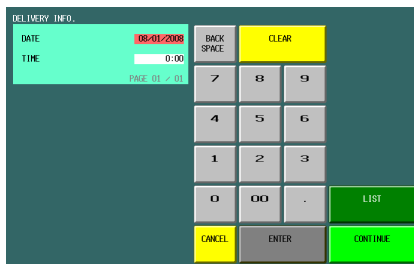 DELIVERY INFO.
DATE 08/01/2008
TIME 0:00
PAGE 01 / 01
BACK SPACE
CLEAR
7 8 9
4 5 6
1 2 3
0 00 .
LIST
CANCEL ENTER CONTINUE